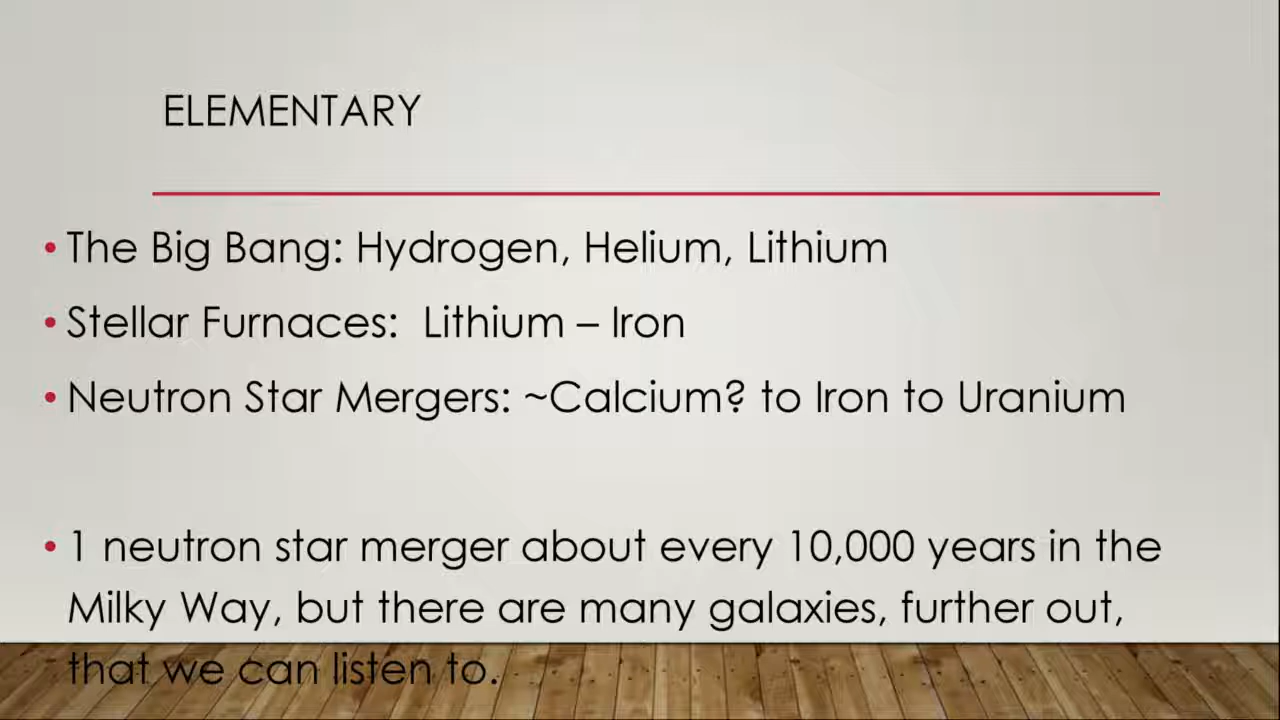 ELEMENTARY
• The Big Bang: Hydrogen, Helium, Lithium
• Stellar Furnaces:  Lithium – Iron
• Neutron Star Mergers: ~Calcium? to Iron to Uranium
• 1 neutron star merger about every 10,000 years in the
Milky Way, but there are many galaxies, further out,
that we can listen to.